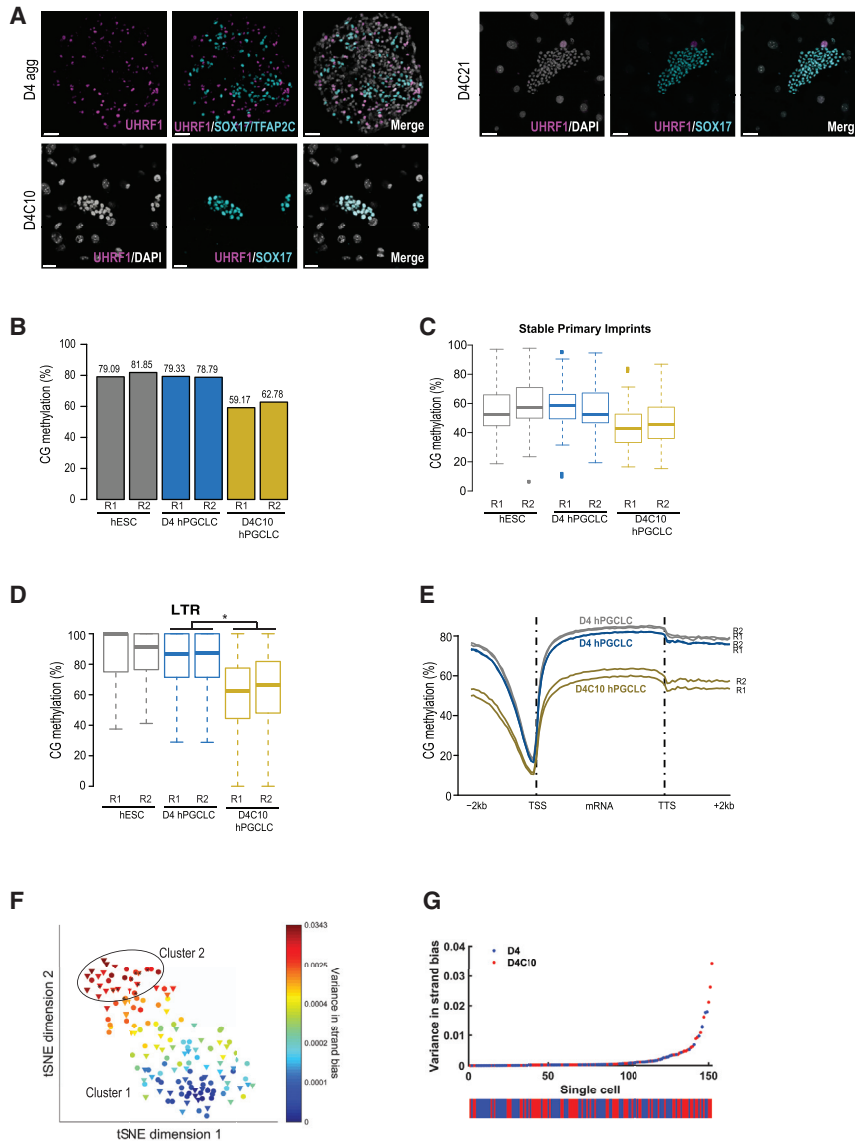 A
D4 agg
UHRF1
UHRF1/SOX17/TFAP2C
Merge
D4C21
UHRF1/DAPI
UHRF1/SOX17
Merg
D4C10
UHRF1/DAPI
UHRF1/SOX17
Merge
B
CG methylation (%)
100
80
60
40
20
0
79.09
81.85
79.33
78.79
59.17
62.78
R1 R2 R1 R2 R1 R2
hESC D4 hPGCLC D4C10
hPGCLC
C
Stable Primary Imprints
CG methylation (%)
100
80
60
40
20
0
R1 R2 R1 R2 R1 R2
hESC D4 hPGCLC D4C10
hPGCLC
D
LTR
*
CG methylation (%)
100
80
60
40
20
0
R1 R2 R1 R2 R1 R2
hESC D4 hPGCLC D4C10
hPGCLC
E
CG methylation (%)
80
60
40
20
0
D4 hPGCLC
D4 hPGCLC
D4C10 hPGCLC
R2
R1
R2
R1
R2
R1
−2kb TSS mRNA TTS +2kb
F
tSNE dimension 2
Cluster 2
Cluster 1
tSNE dimension 1
0.0343
0.0025
0.0004
0.0002
0.0001
0
Variance in strand bias
G
Variance in strand bias
0.04
0.03
0.02
0.01
0
D4
D4C10
0 50 100 150
Single cell